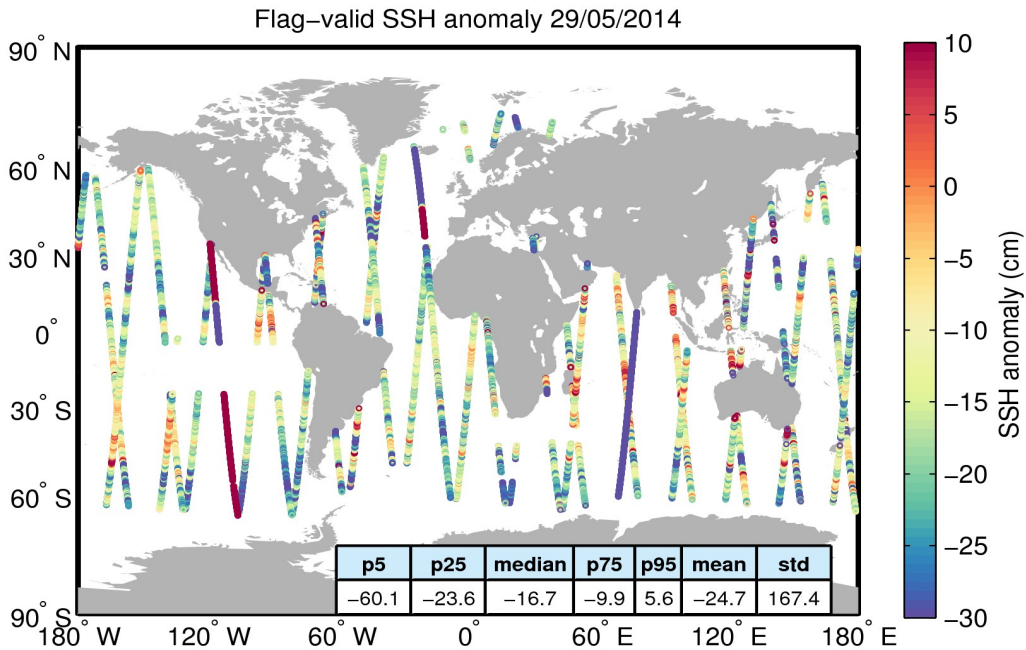 Flag−valid SSH anomaly 29/05/2014
90° N
60° N
30° N
0°
30° S
60° S
90° S
180° W
120° W
60° W
0°
60° E
120° E
180° E
p5 p25 median p75 p95 mean std
−60.1 −23.6 −16.7 −9.9 5.6 −24.7 167.4
10
5
0
−5
−10
−15
−20
−25
−30
SSH anomaly (cm)